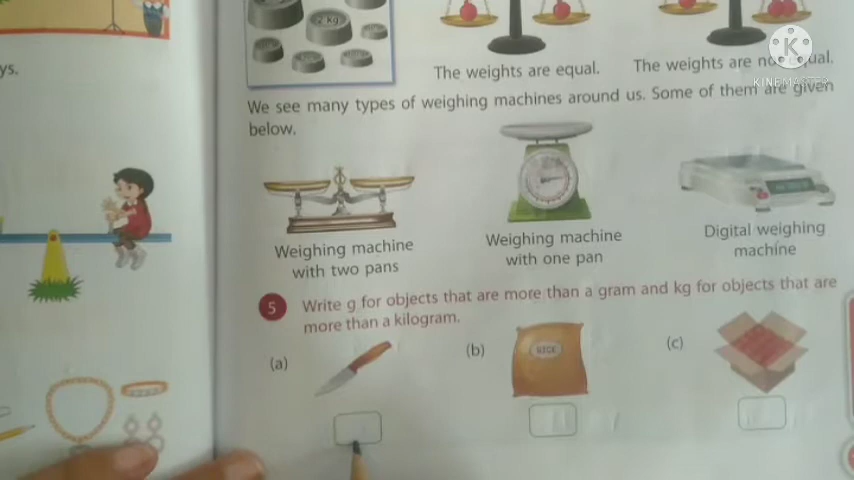 ys.
2 kg
The weights are equal.
The weights are not equal.
K
KINEMASTER
We see many types of weighing machines around us. Some of them are given
below.
Weighing machine
with two pans
Weighing machine
with one pan
Digital weighing
machine
5 Write g for objects that are more than a gram and kg for objects that are
more than a kilogram.
(a)
(b)
RICE
(c)